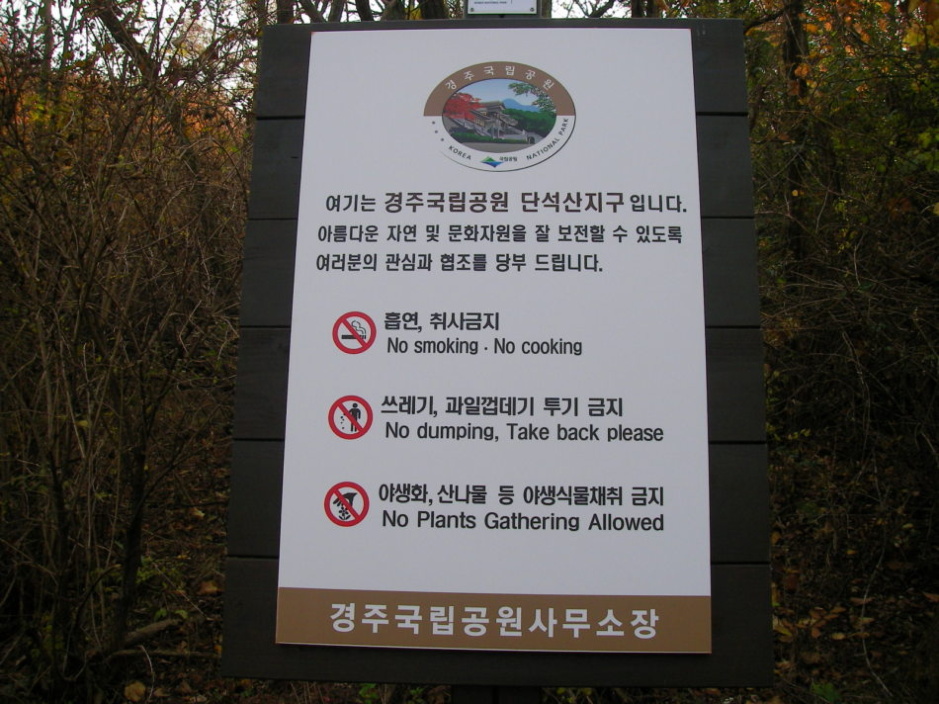 경주국립공원
KOREA NATIONAL PARK
국립공원
여기는 경주국립공원 단석산지구입니다.
아름다운 자연 및 문화자원을 잘 보전할 수 있도록
여러분의 관심과 협조를 당부 드립니다.
흡연, 취사금지
No smoking · No cooking
쓰레기, 과일껍데기 투기 금지
No dumping, Take back please
야생화, 산나물 등 야생식물채취 금지
No Plants Gathering Allowed
경주국립공원사무소장